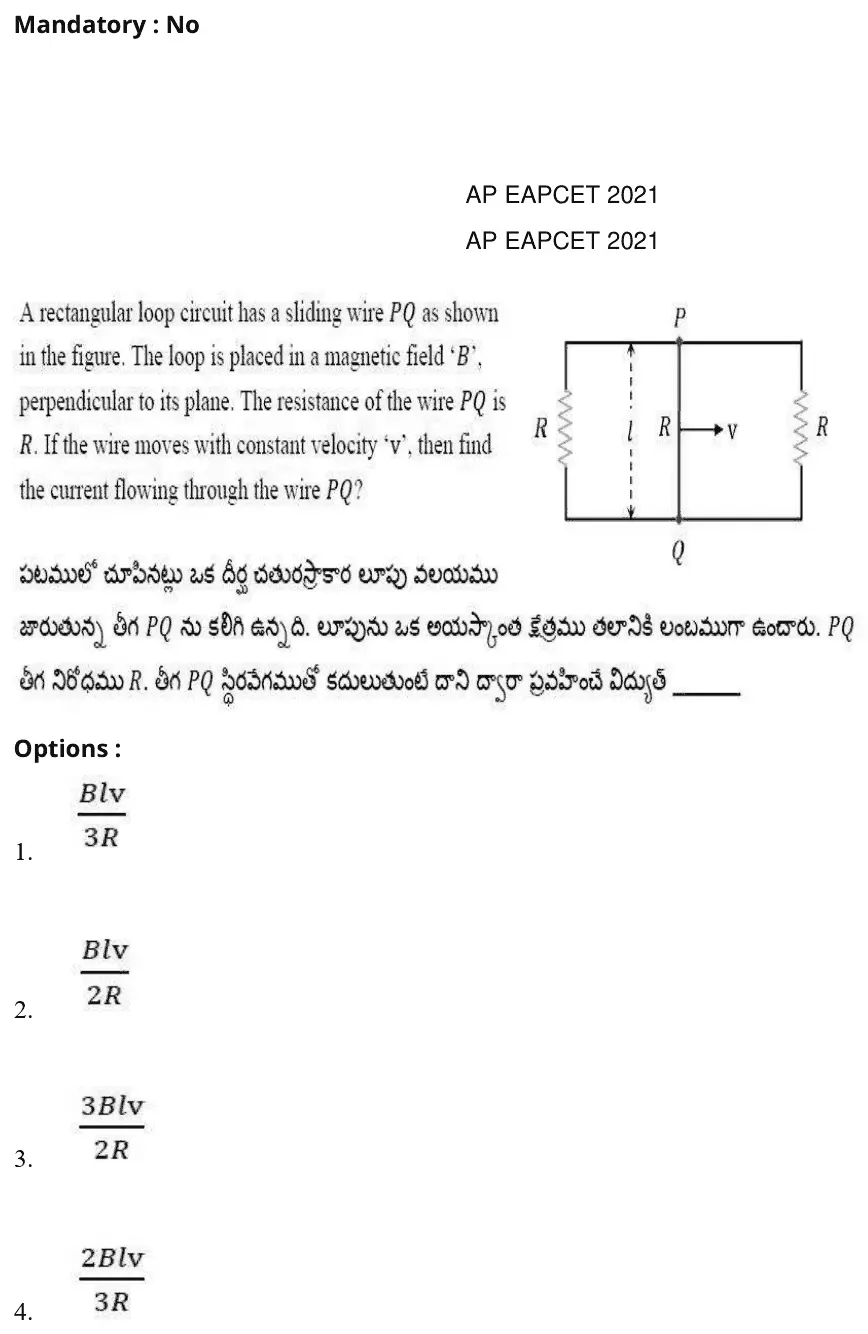 Mandatory : No
AP EAPCET 2021
AP EAPCET 2021
A rectangular loop circuit has a sliding wire PQ as shown
in the figure. The loop is placed in a magnetic field ‘B’,
perpendicular to its plane. The resistance of the wire PQ is
R. If the wire moves with constant velocity ‘v’, then find
the current flowing through the wire PQ?
P
R
l
R
v
R
Q
పటములో చూపినట్లు ఒక దీర్ఘ చతురస్రాకార లూపు వలయము
జారుతున్న తీగ PQ ను కలిగి ఉన్నది. లూపును ఒక అయస్కాంత క్షేత్రము తలానికి లంబముగా ఉందారు. PQ
తీగ నిరోధము R. తీగ PQ స్థిరవేగముతో కదులుతుంటే దాని ద్వారా ప్రవహించే విద్యుత్ ______
Options :
1. Blv / 3R
2. Blv / 2R
3. 3Blv / 2R
4. 2Blv / 3R